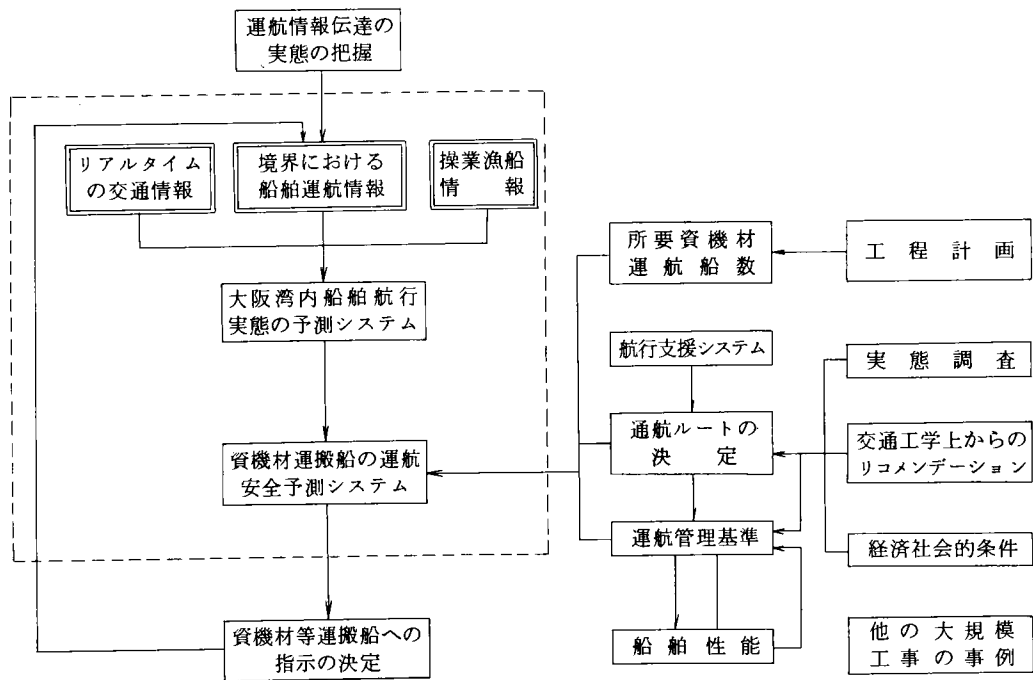 運航情報伝達の
実態の把握
リアルタイム
の交通情報
境界における
船舶運航情報
操業漁船
情報
大阪湾内船舶航行
実態の予測システム
資機材運搬船の運航
安全予測システム
資機材等運搬船への
指示の決定
所要資機材
運航船数
航行支援システム
通航ルートの
決定
運航管理基準
船舶性能
工程計画
実態調査
交通工学上からの
リコメンデーション
経済社会的条件
他の大規模
工事の事例